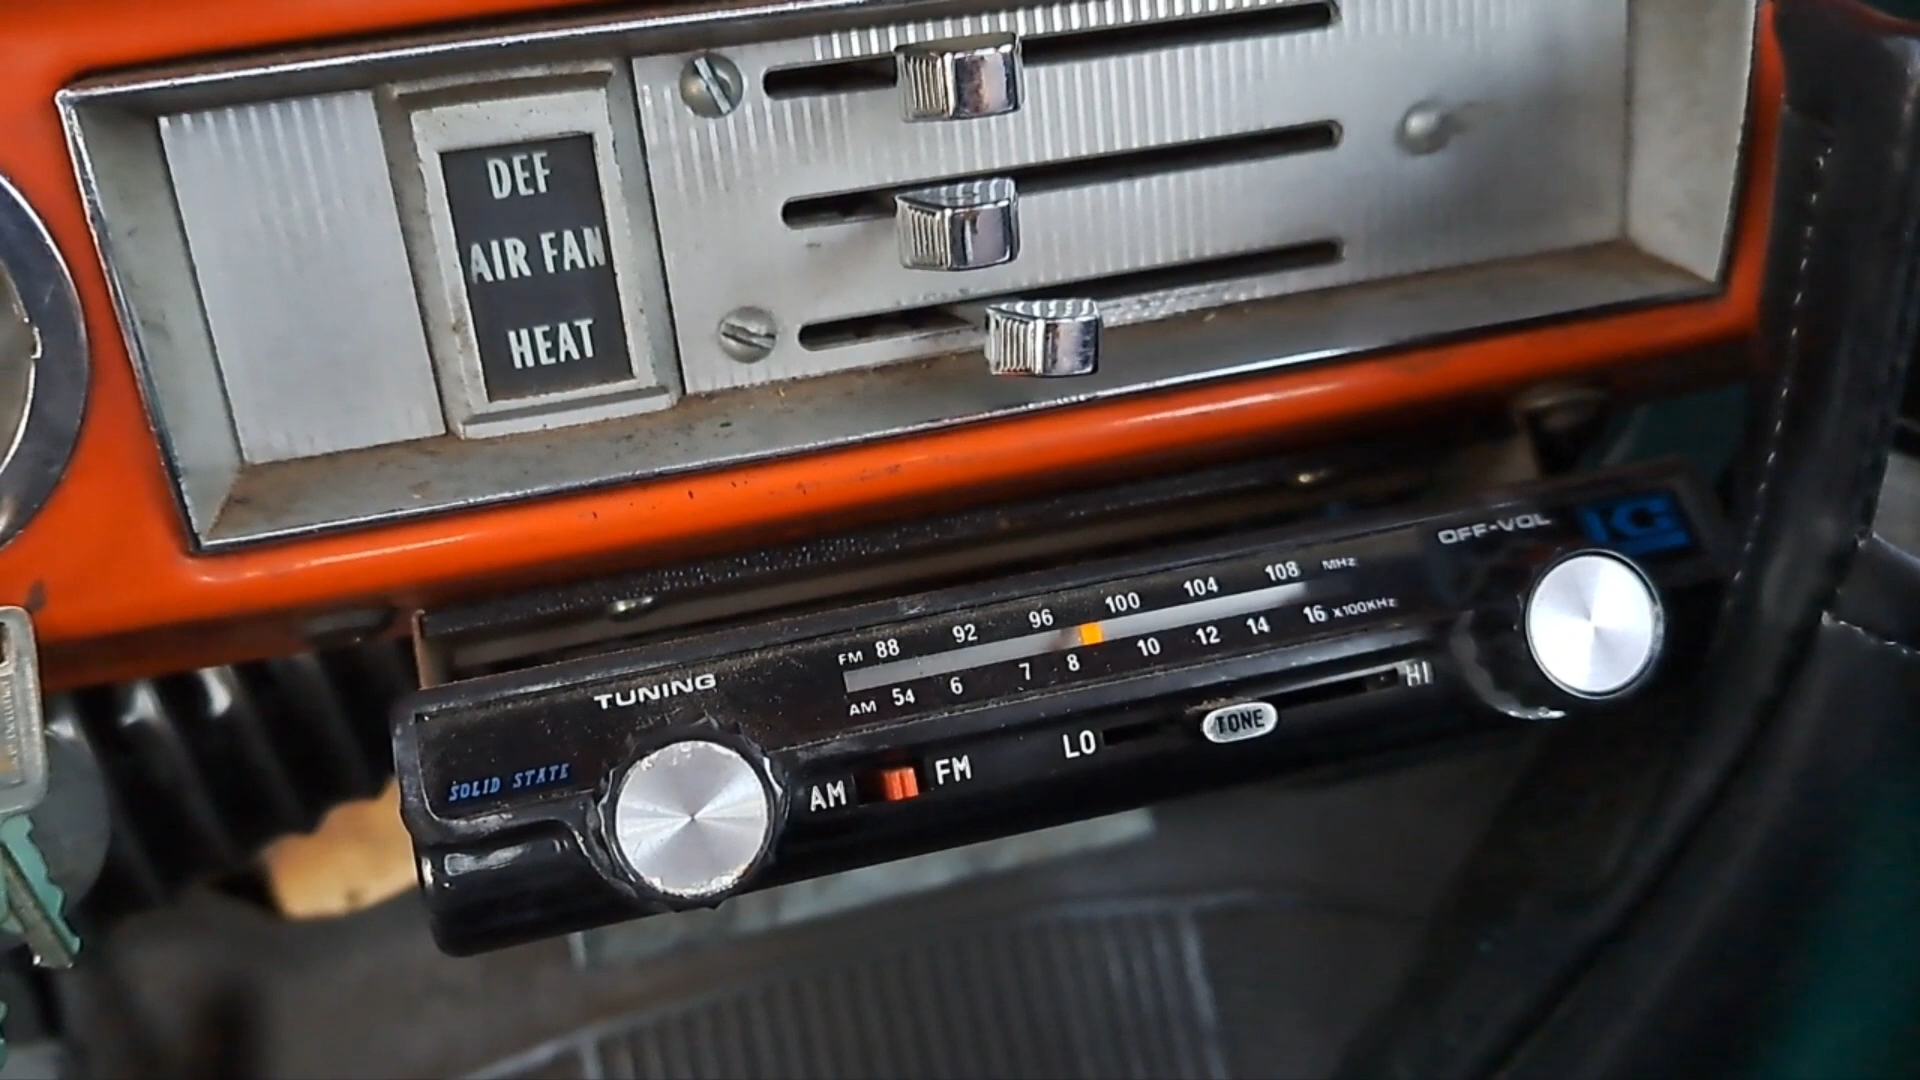 DEF
AIR FAN
HEAT
OFF-VOL
IC
FM 88 92 96 100 104 108 MHz
AM 54 6 7 8 10 12 14 16 X100KHz
TUNING
SOLID STATE
AM FM
LO TONE HI